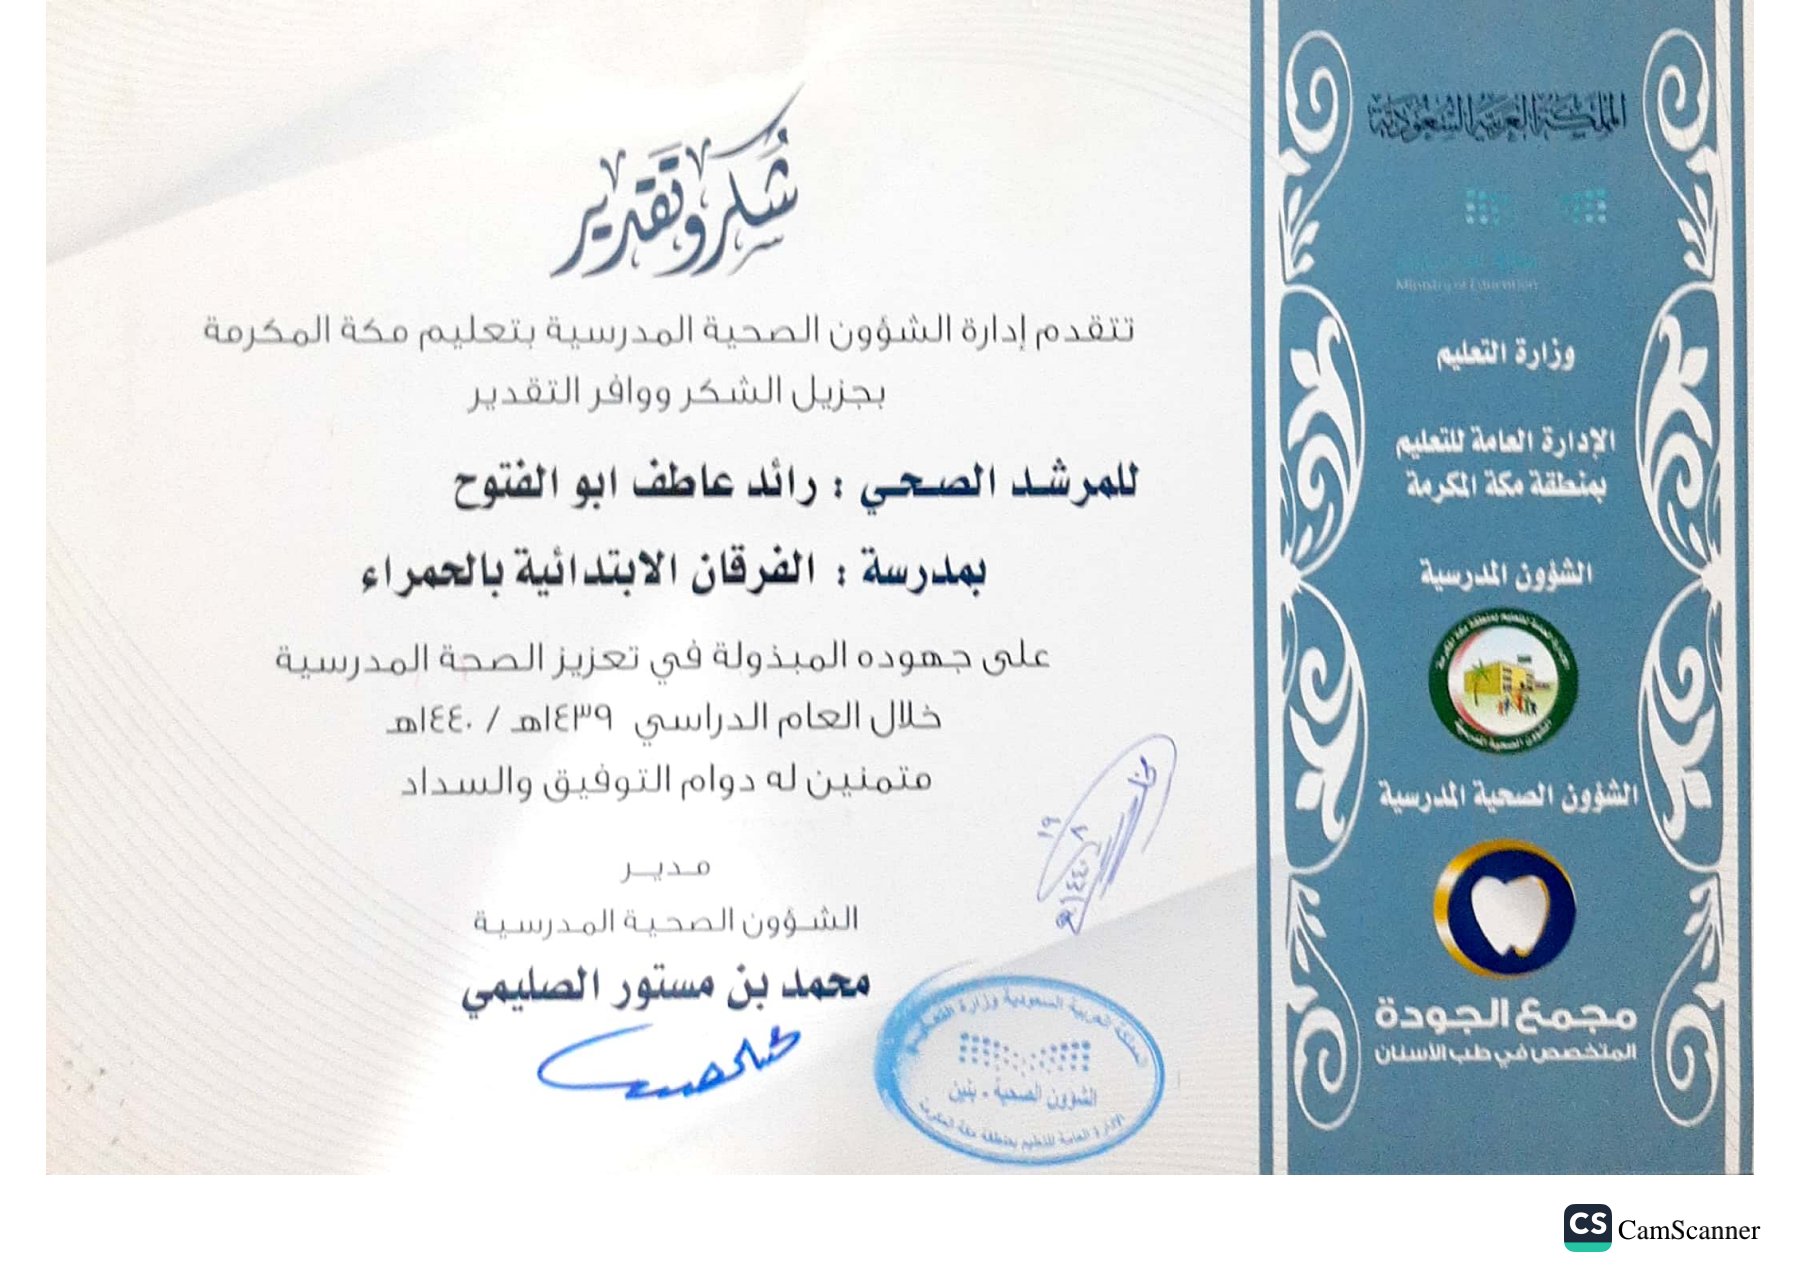 المملكة العربية السعودية
Ministry of Education
وزارة التعليم
الإدارة العامة للتعليم
بمنطقة مكة المكرمة
الشؤون المدرسية
الشؤون الصحية المدرسية
مجمع الجودة
المتخصص في طب الأسنان
شكر وتقدير
تتقدم إدارة الشؤون الصحية المدرسية بتعليم مكة المكرمة
بجزيل الشكر ووافر التقدير
للمرشد الصحي : رائد عاطف ابو الفتوح
بمدرسة : الفرقان الابتدائية بالحمراء
على جهوده المبذولة في تعزيز الصحة المدرسية
خلال العام الدراسي ١٤٣٩هـ / ١٤٤٠هـ
متمنين له دوام التوفيق والسداد
مدير
الشؤون الصحية المدرسية
محمد بن مستور الصليمي
المملكة العربية السعودية وزارة التعليم
الشؤون الصحية - بنين
الإدارة العامة للتعليم بمنطقة مكة المكرمة
CS CamScanner